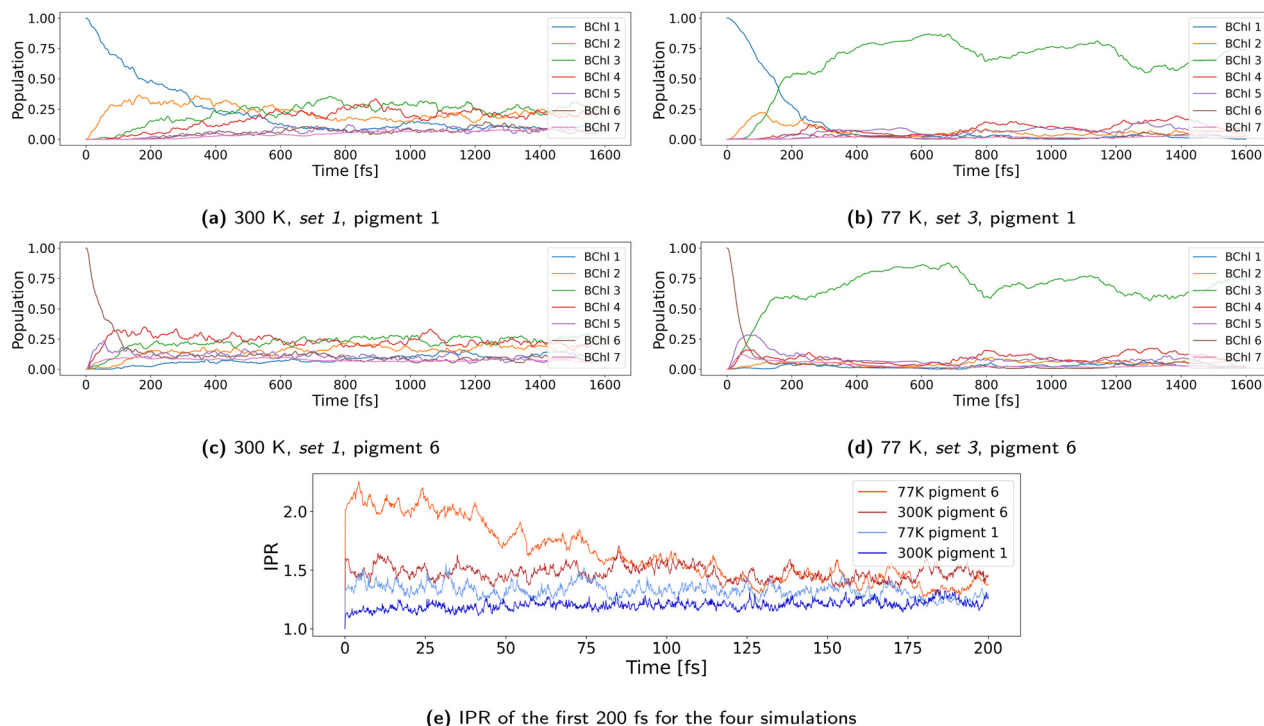 1.00
0.75
0.50
0.25
0.00
Population
0 200 400 600 800 1000 1200 1400 1600
Time [fs]
BChl 1
BChl 2
BChl 3
BChl 4
BChl 5
BChl 6
BChl 7
(a) 300 K, set 1, pigment 1
1.00
0.75
0.50
0.25
0.00
Population
0 200 400 600 800 1000 1200 1400 1600
Time [fs]
BChl 1
BChl 2
BChl 3
BChl 4
BChl 5
BChl 6
BChl 7
(b) 77 K, set 3, pigment 1
1.00
0.75
0.50
0.25
0.00
Population
0 200 400 600 800 1000 1200 1400 1600
Time [fs]
BChl 1
BChl 2
BChl 3
BChl 4
BChl 5
BChl 6
BChl 7
(c) 300 K, set 1, pigment 6
1.00
0.75
0.50
0.25
0.00
Population
0 200 400 600 800 1000 1200 1400 1600
Time [fs]
BChl 1
BChl 2
BChl 3
BChl 4
BChl 5
BChl 6
BChl 7
(d) 77 K, set 3, pigment 6
2.0
1.5
1.0
IPR
0 25 50 75 100 125 150 175 200
Time [fs]
77K pigment 6
300K pigment 6
77K pigment 1
300K pigment 1
(e) IPR of the first 200 fs for the four simulations